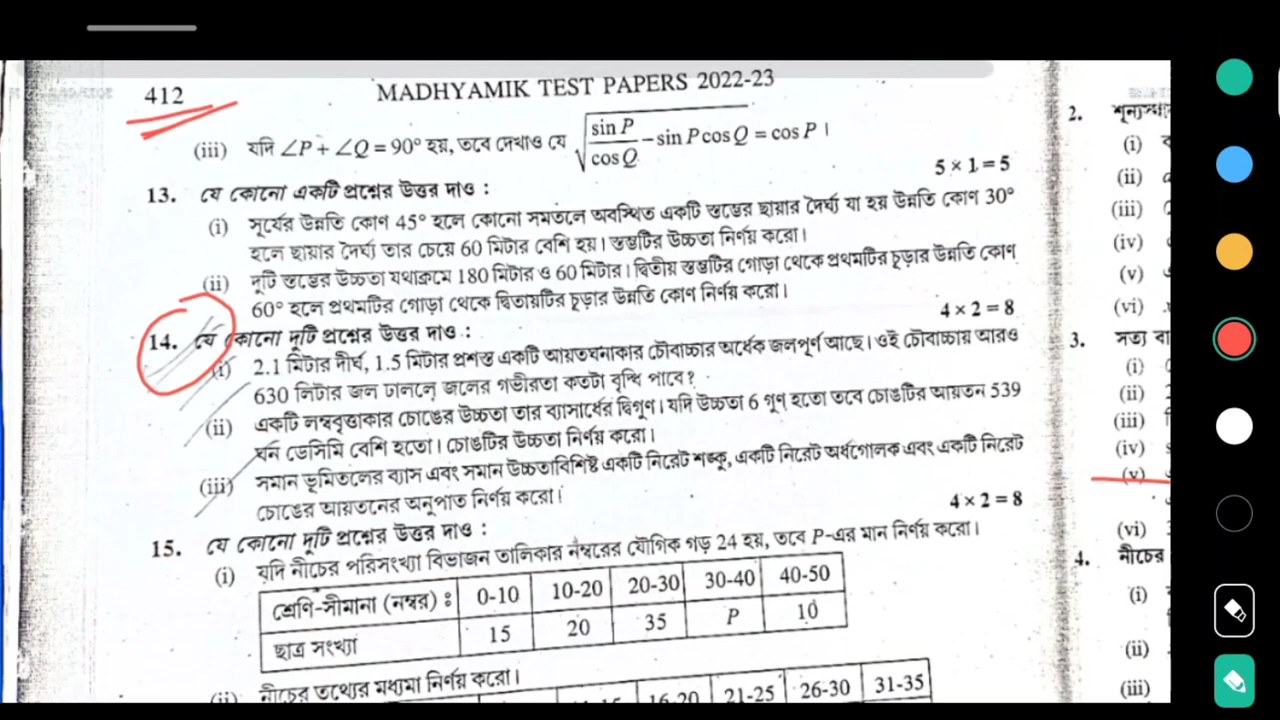 412
MADHYAMIK TEST PAPERS 2022-23
(iii) যদি ∠P + ∠Q = 90° হয়, তবে দেখাও যে √(sin P / cos Q − sin P cos Q) = cos P ।
5 × 1 = 5
13. যে কোনো একটি প্রশ্নের উত্তর দাও :
(i) সূর্যের উন্নতি কোণ 45° হলে কোনো সমতলে অবস্থিত একটি স্তম্ভের ছায়ার দৈর্ঘ্য যা হয় উন্নতি কোণ 30°
হলে ছায়ার দৈর্ঘ্য তার চেয়ে 60 মিটার বেশি হয়। স্তম্ভটির উচ্চতা নির্ণয় করো।
(ii) দুটি স্তম্ভের উচ্চতা যথাক্রমে 180 মিটার ও 60 মিটার। দ্বিতীয় স্তম্ভটির গোড়া থেকে প্রথমটির চূড়ার উন্নতি কোণ
60° হলে প্রথমটির গোড়া থেকে দ্বিতীয়টির চূড়ার উন্নতি কোণ নির্ণয় করো।
4 × 2 = 8
14. যে কোনো দুটি প্রশ্নের উত্তর দাও :
(i) 2.1 মিটার দীর্ঘ, 1.5 মিটার প্রশস্ত একটি আয়তঘনাকার চৌবাচ্চার অর্ধেক জলপূর্ণ আছে। ওই চৌবাচ্চায় আরও
630 লিটার জল ঢাললে জলের গভীরতা কতটা বৃদ্ধি পাবে?
(ii) একটি লম্ববৃত্তাকার চোঙের উচ্চতা তার ব্যাসার্ধের দ্বিগুণ। যদি উচ্চতা 6 গুণ হতো তবে চোঙটির আয়তন 539
ঘন ডেসিমি বেশি হতো। চোঙটির উচ্চতা নির্ণয় করো।
(iii) সমান ভূমিতলের ব্যাস এবং সমান উচ্চতাবিশিষ্ট একটি নিরেট শঙ্কু, একটি নিরেট অর্ধগোলক এবং একটি নিরেট
চোঙের আয়তনের অনুপাত নির্ণয় করো।
4 × 2 = 8
15. যে কোনো দুটি প্রশ্নের উত্তর দাও :
(i) যদি নীচের পরিসংখ্যা বিভাজন তালিকার নম্বরের যৌগিক গড় 24 হয়, তবে P-এর মান নির্ণয় করো।
শ্রেণি-সীমানা (নম্বর) : 0-10 10-20 20-30 30-40 40-50
ছাত্র সংখ্যা 15 20 35 P 10
(ii) নীচের তথ্যের মধ্যমা নির্ণয় করো।
16-20 21-25 26-30 31-35
2.
(i)
(ii)
(iii)
(iv)
(v)
(vi)
3. সত্য বা
(i)
(ii)
(iii)
(iv)
(v)
(vi)
4. নীচের
(i)
(ii)
(iii)